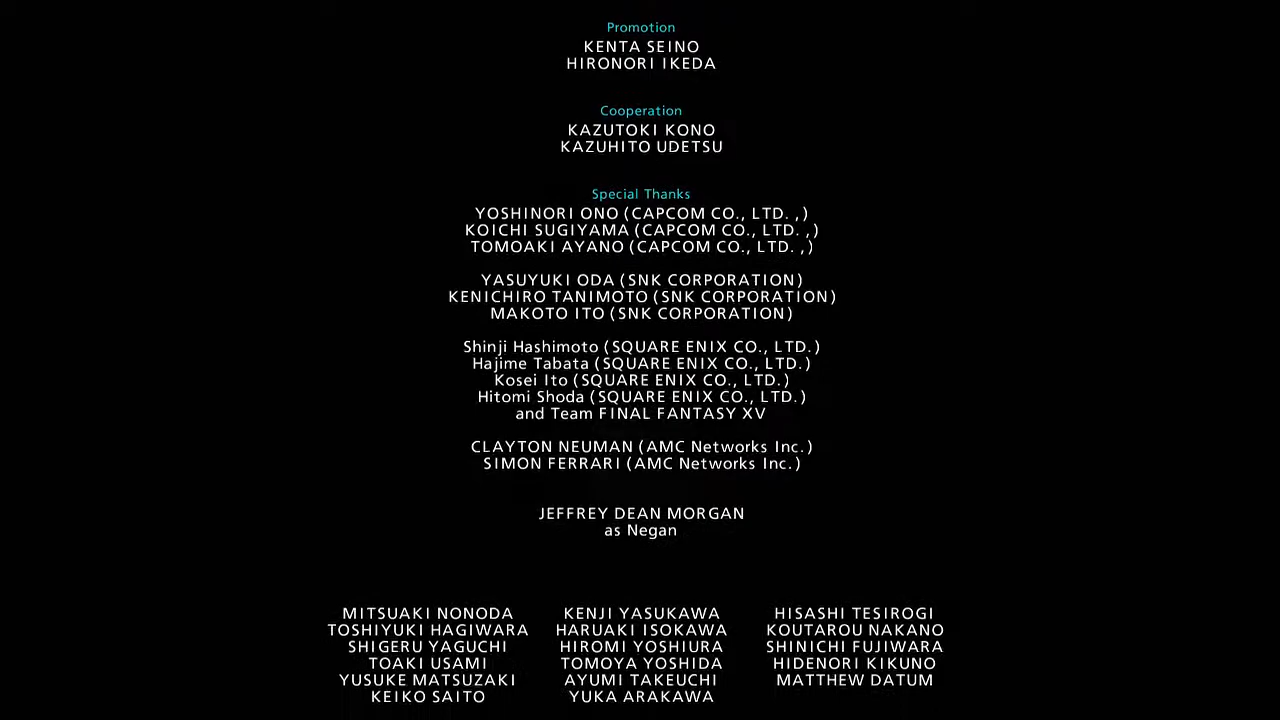 Promotion
KENTA SEINO
HIRONORI IKEDA
Cooperation
KAZUTOKI KONO
KAZUHITO UDETSU
Special Thanks
YOSHINORI ONO (CAPCOM CO., LTD. ,)
KOICHI SUGIYAMA (CAPCOM CO., LTD. ,)
TOMOAKI AYANO (CAPCOM CO., LTD. ,)
YASUYUKI ODA (SNK CORPORATION)
KENICHIRO TANIMOTO (SNK CORPORATION)
MAKOTO ITO (SNK CORPORATION)
Shinji Hashimoto (SQUARE ENIX CO., LTD.)
Hajime Tabata (SQUARE ENIX CO., LTD.)
Kosei Ito (SQUARE ENIX CO., LTD.)
Hitomi Shoda (SQUARE ENIX CO., LTD.)
and Team FINAL FANTASY XV
CLAYTON NEUMAN (AMC Networks Inc.)
SIMON FERRARI (AMC Networks Inc.)
JEFFREY DEAN MORGAN
as Negan
MITSUAKI NONODA KENJI YASUKAWA HISASHI TESIROGI
TOSHIYUKI HAGIWARA HARUAKI ISOKAWA KOUTAROU NAKANO
SHIGERU YAGUCHI HIROMI YOSHIURA SHINICHI FUJIWARA
TOAKI USAMI TOMOYA YOSHIDA HIDENORI KIKUNO
YUSUKE MATSUZAKI AYUMI TAKEUCHI MATTHEW DATUM
KEIKO SAITO YUKA ARAKAWA